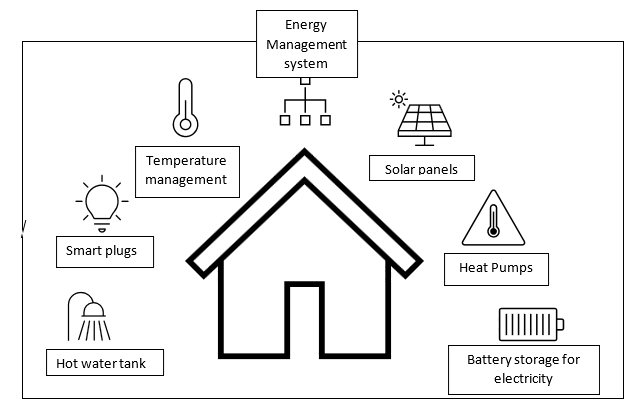 Energy
Management
system
Temperature
management
Solar panels
Smart plugs
Heat Pumps
Hot water tank
Battery storage for
electricity